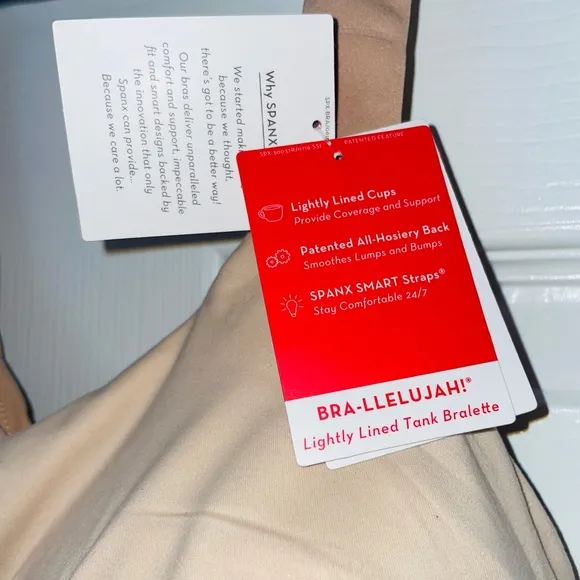 SPX-BRA/00
Why SPANX
We started mak
because we thought.
there's got to be a better way!
Our bras deliver unparalleled
comfort and support, impeccable
fit and smart designs backed by
the innovation that only
Spanx can provide...
Because we care a lot.
PATENTED FEATURE
Lightly Lined Cups
Provide Coverage and Support
Patented All-Hosiery Back
Smoothes Lumps and Bumps
SPANX SMART Straps®
Stay Comfortable 24/7
BRA-LLELUJAH!®
Lightly Lined Tank Bralette